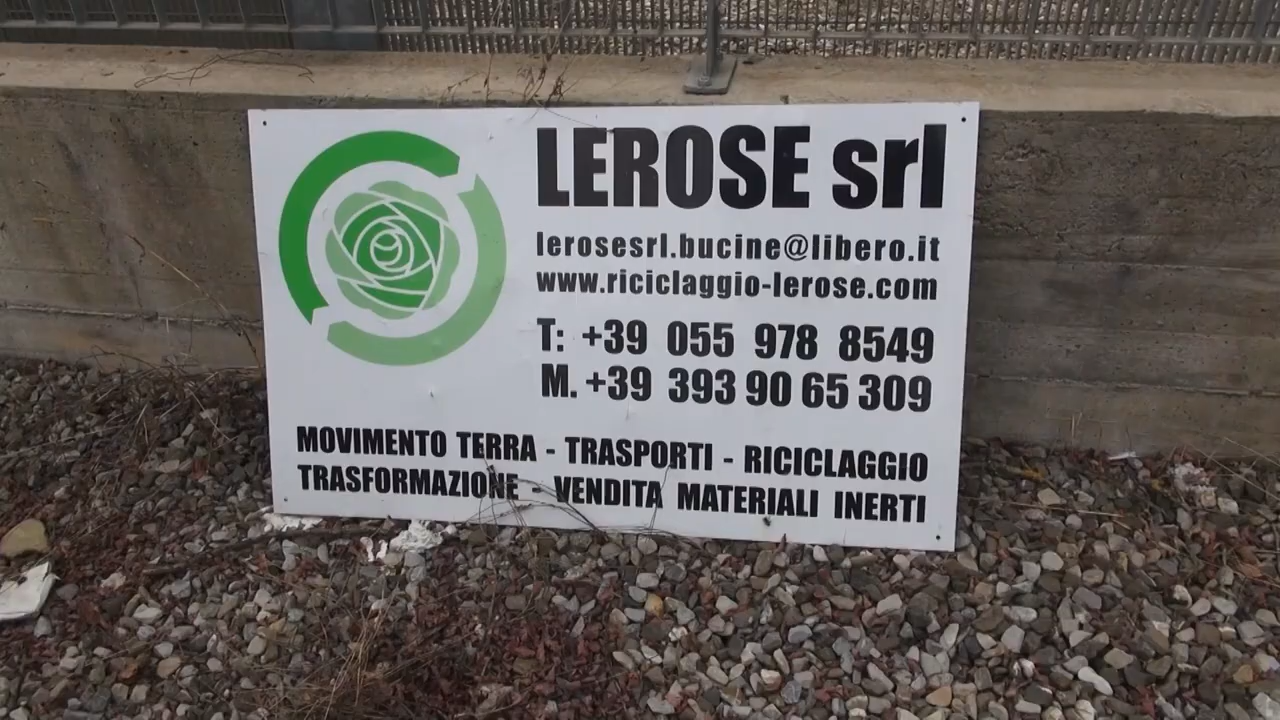 LEROSE srl
lerosesrl.bucine@libero.it
www.riciclaggio-lerose.com
T: +39 055 978 8549
M. +39 393 90 65 309
MOVIMENTO TERRA - TRASPORTI - RICICLAGGIO
TRASFORMAZIONE - VENDITA MATERIALI INERTI